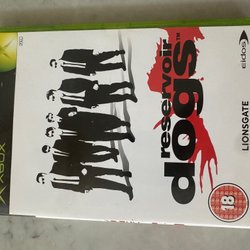 XBOX
reservoir
dogs
eidos
LIONSGATE
18